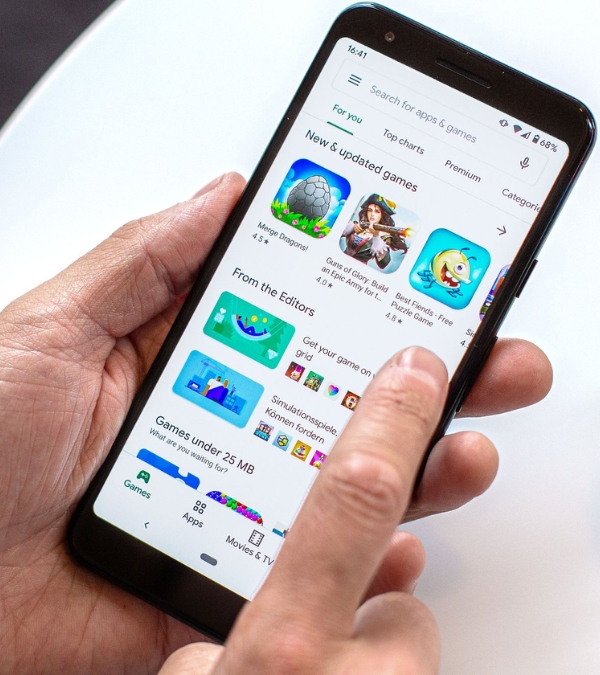 16:41
68%
Search for apps & games
For you
Top charts
Premium
Categorie
New & updated games
Merge Dragons!
4.5 ★
Guns of Glory: Build
an Epic Army for t...
4.0 ★
Best Fiends - Free
Puzzle Game
4.6 ★
From the Editors
Get your game on
grid
Simulationsspiele,
Können fordern
Games under 25 MB
What are you waiting for?
Games
Apps
Movies & TV